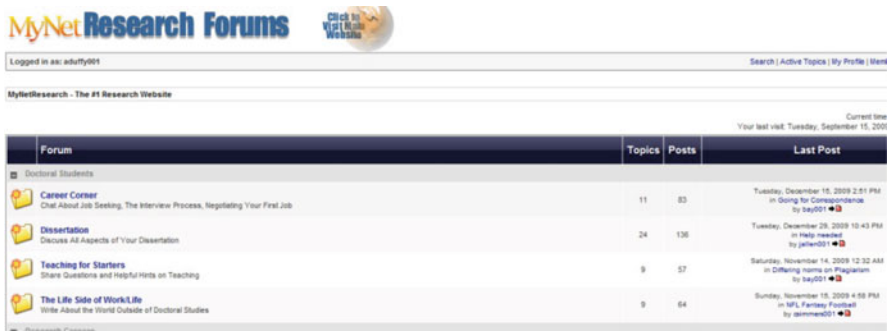 MyNetResearch Forums
Click to
Visit Main
Website
Logged in as: aduffy001
Search | Active Topics | My Profile | Mem
MyNetResearch - The #1 Research Website
Current time
Your last visit: Tuesday, September 15, 2009
Forum Topics Posts Last Post
Doctoral Students
Career Corner
Chat About Job Seeking, The Interview Process, Negotiating Your First Job
11 83
Tuesday, December 15, 2009 2:51 PM
in Going for Correspondence
by bay001
Dissertation
Discuss All Aspects of Your Dissertation
24 136
Tuesday, December 29, 2009 10:43 PM
in Help needed
by jallen001
Teaching for Starters
Share Questions and Helpful Hints on Teaching
9 57
Saturday, November 14, 2009 12:32 AM
in Differing norms on Plagiarism
by bay001
The Life Side of Work/Life
Write About the World Outside of Doctoral Studies
9 64
Sunday, November 15, 2009 4:58 PM
in NFL Fantasy Football
by